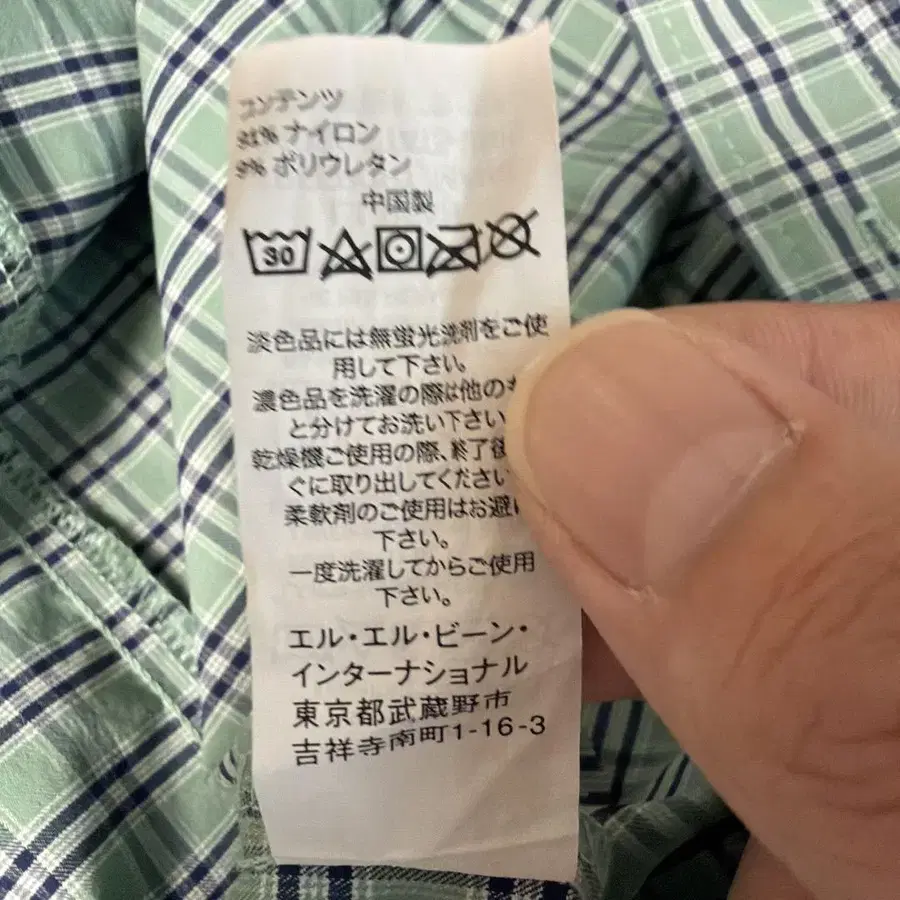 コンテンツ
91% ナイロン
9% ポリウレタン
中国製
30
淡色品には無蛍光洗剤をご使
用して下さい。
濃色品を洗濯の際は他の
と分けてお洗い下さい
乾燥機ご使用の際、終了後
ぐに取り出してください
柔軟剤のご使用はお避
下さい。
一度洗濯してからご使用
下さい。
エル・エル・ビーン・
インターナショナル
東京都武蔵野市
吉祥寺南町1-16-3